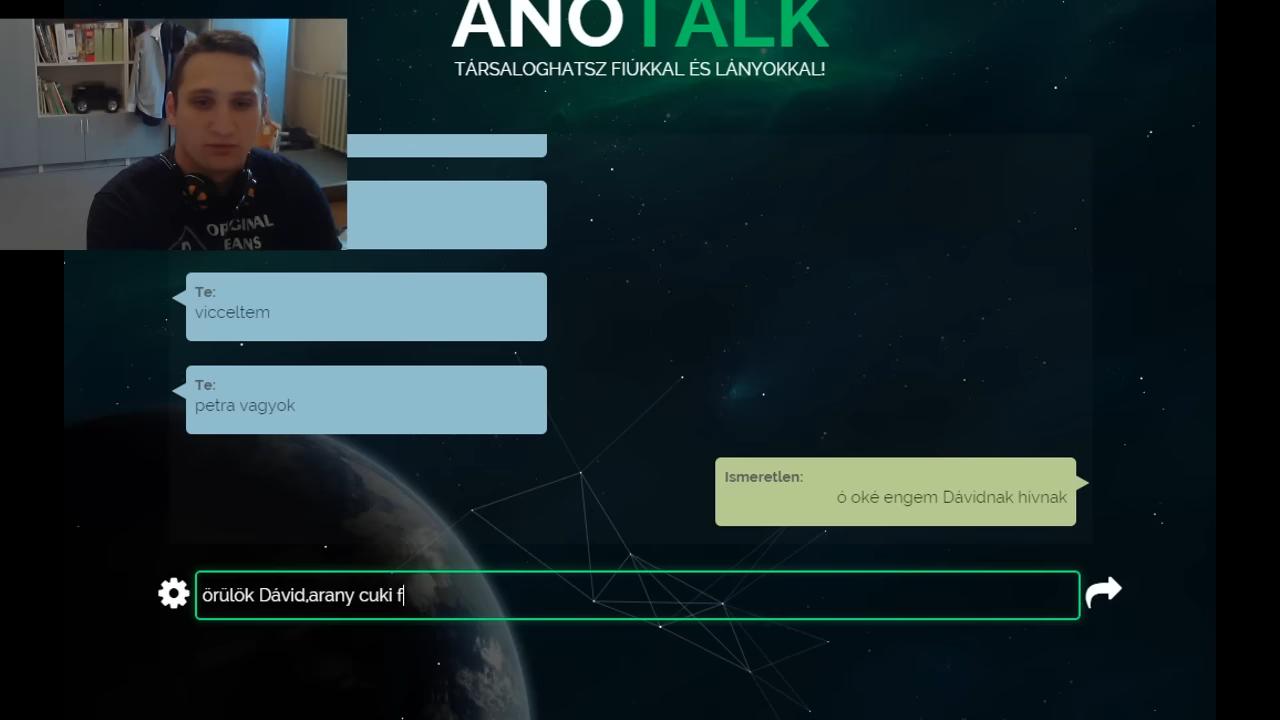 ANOTALK
TÁRSALOGHATSZ FIÚKKAL ÉS LÁNYOKKAL!
ORIGINAL
EANS
Te:
vicceltem
Te:
petra vagyok
Ismeretlen:
ó oké engem Dávidnak hivnak
örülök Dávid,arany cuki f